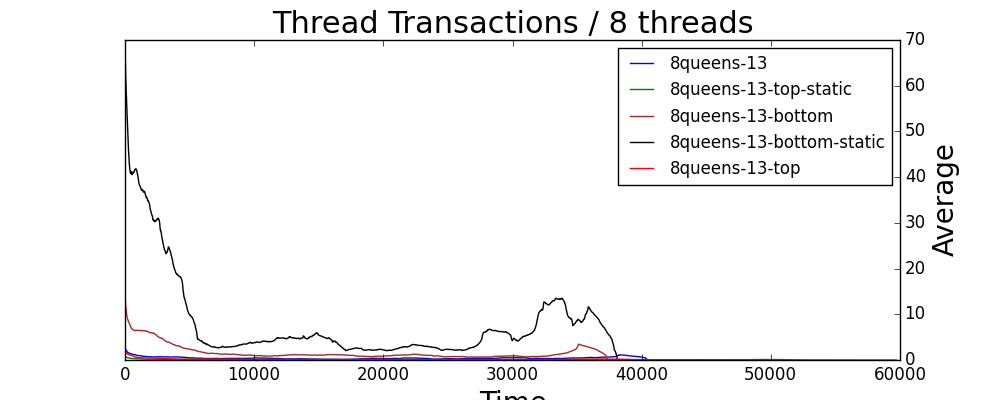 Thread Transactions / 8 threads
8queens-13
8queens-13-top-static
8queens-13-bottom
8queens-13-bottom-static
8queens-13-top
70
60
50
40
30
20
10
0
Average
0 10000 20000 30000 40000 50000 60000
Time